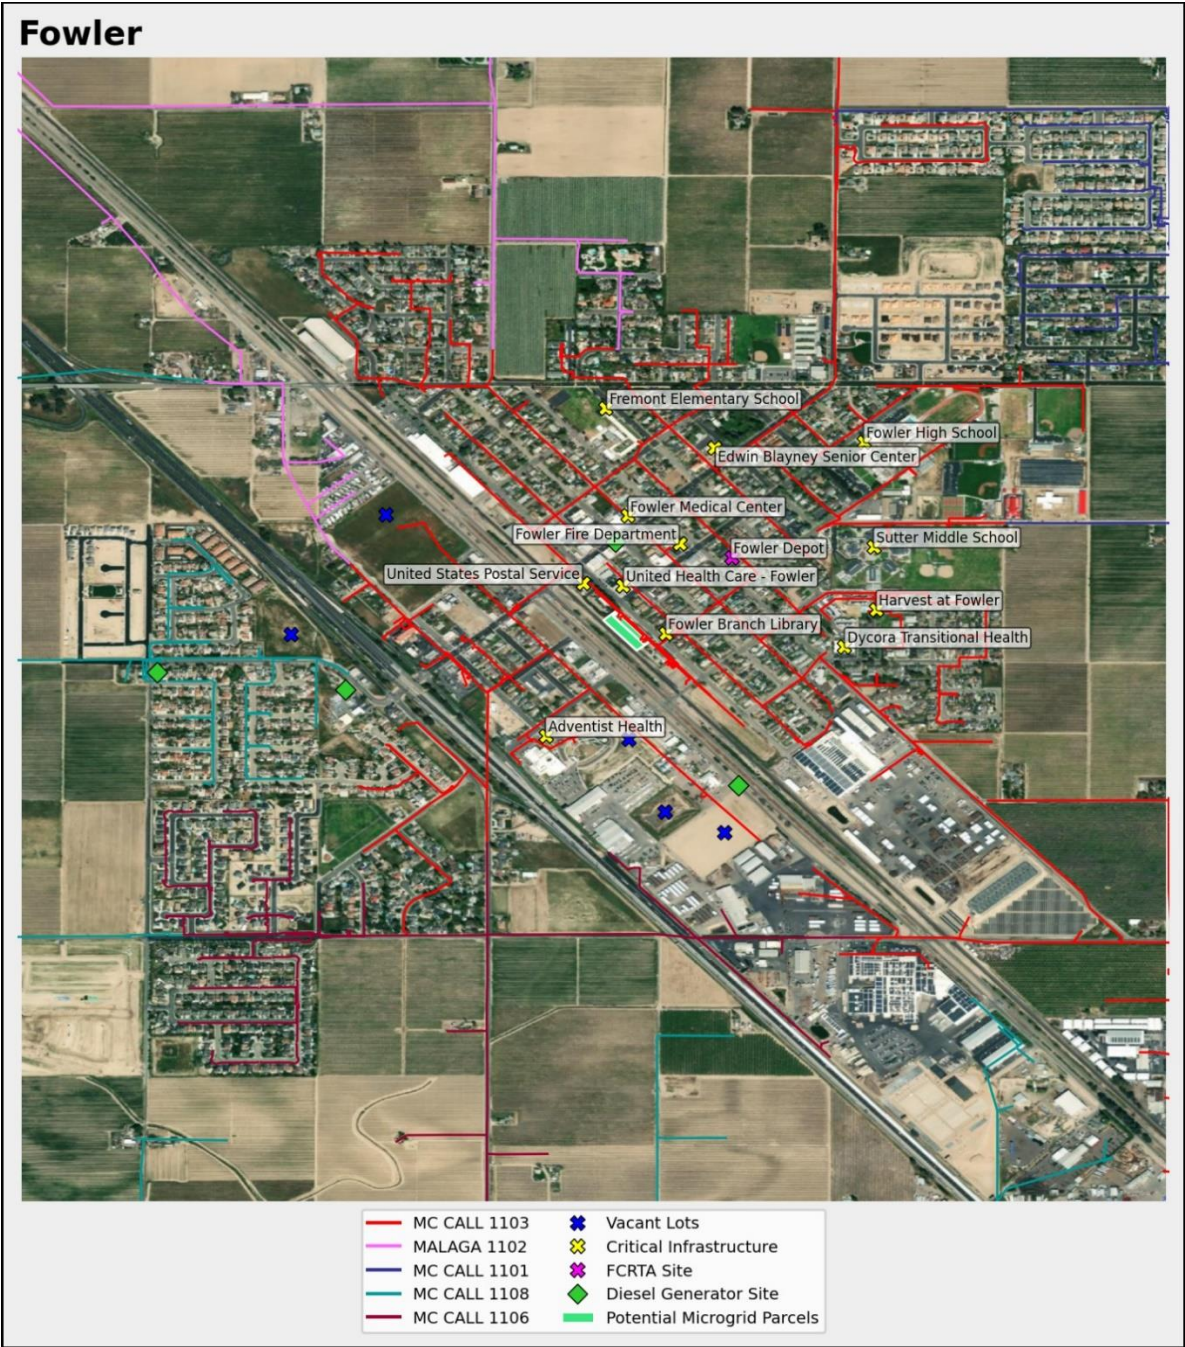 Fowler
Fremont Elementary School
Fowler High School
Edwin Blayney Senior Center
Fowler Medical Center
Fowler Fire Department
Sutter Middle School
Fowler Depot
United States Postal Service
United Health Care - Fowler
Harvest at Fowler
Fowler Branch Library
Dycora Transitional Health
Adventist Health
MC CALL 1103
MALAGA 1102
MC CALL 1101
MC CALL 1108
MC CALL 1106
Vacant Lots
Critical Infrastructure
FCRTA Site
Diesel Generator Site
Potential Microgrid Parcels